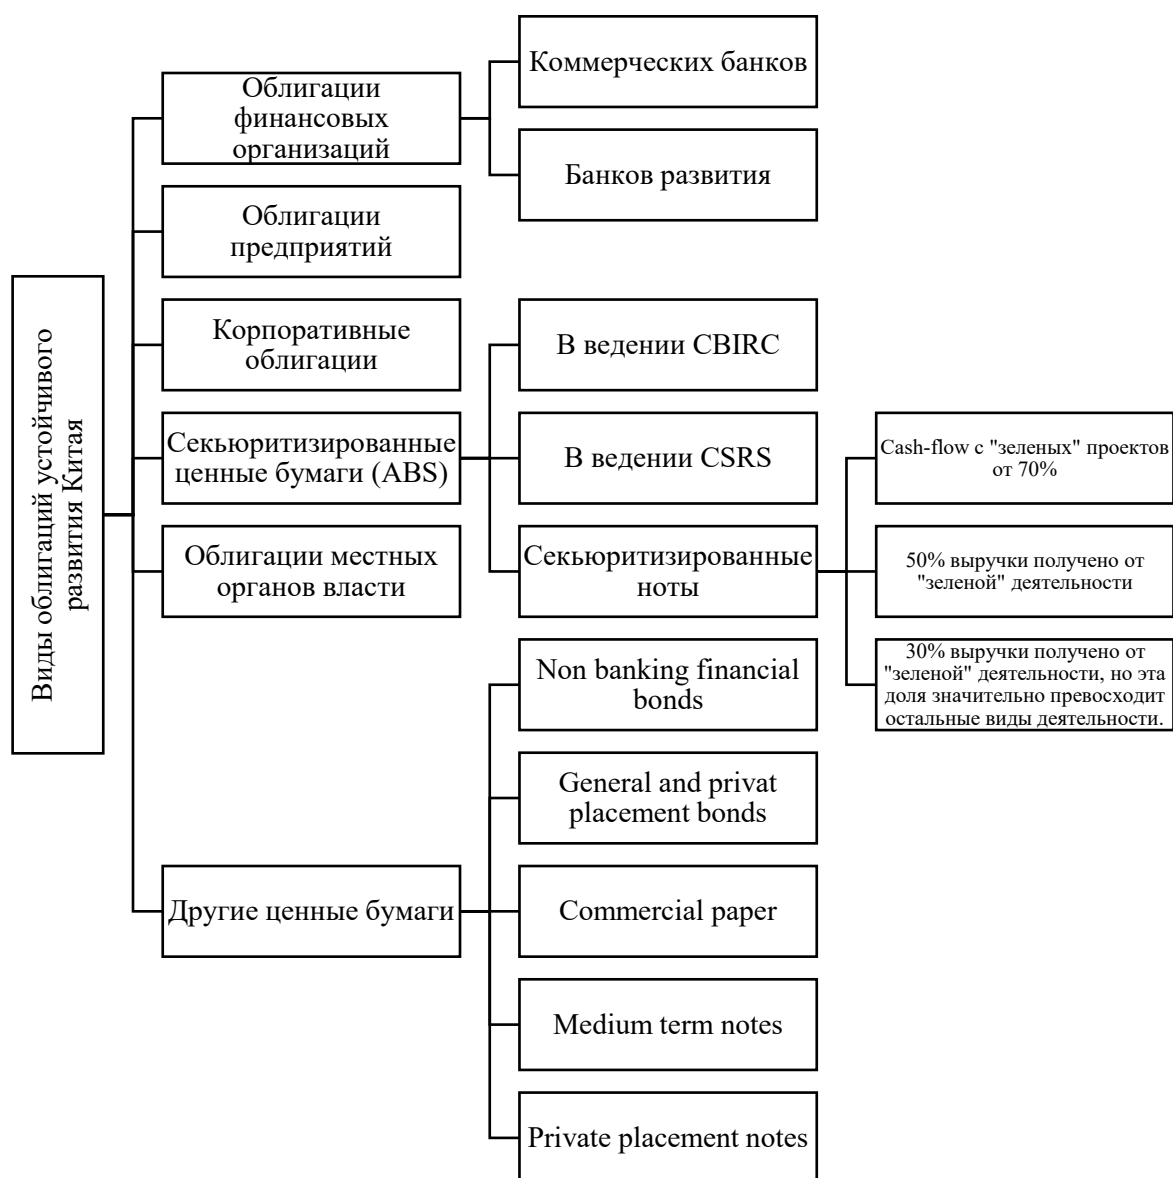 Виды облигаций устойчивого
развития Китая
Облигации
финансовых
организаций
Коммерческих банков
Банков развития
Облигации
предприятий
Корпоративные
облигации
Секьюритизированные
ценные бумаги (ABS)
В ведении CBIRC
В ведении CSRS
Секьюритизированные
ноты
Cash-flow с "зеленых" проектов
от 70%
50% выручки получено от
"зеленой" деятельности
30% выручки получено от
"зеленой" деятельности, но эта
доля значительно превосходит
остальные виды деятельности.
Облигации местных
органов власти
Другие ценные бумаги
Non banking financial
bonds
General and privat
placement bonds
Commercial paper
Medium term notes
Private placement notes